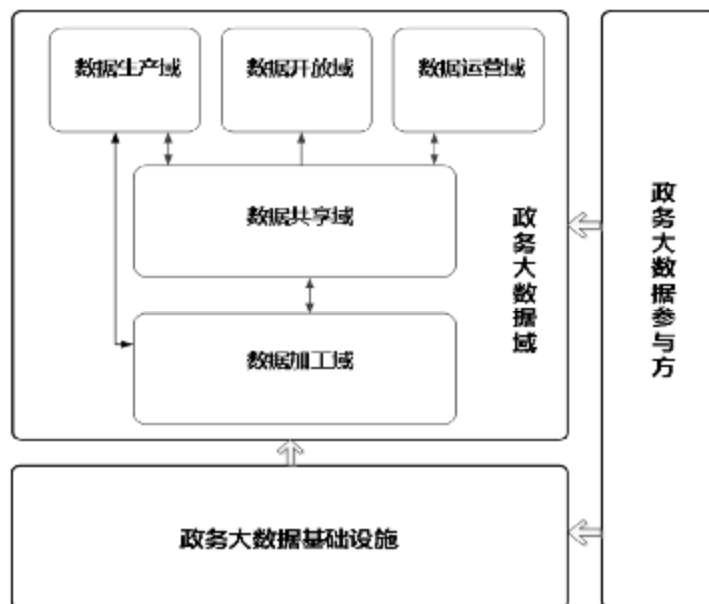 数据生产域
数据开放域
数据运营域
数据共享域
数据加工域
政务大数据域
政务大数据参与方
政务大数据基础设施